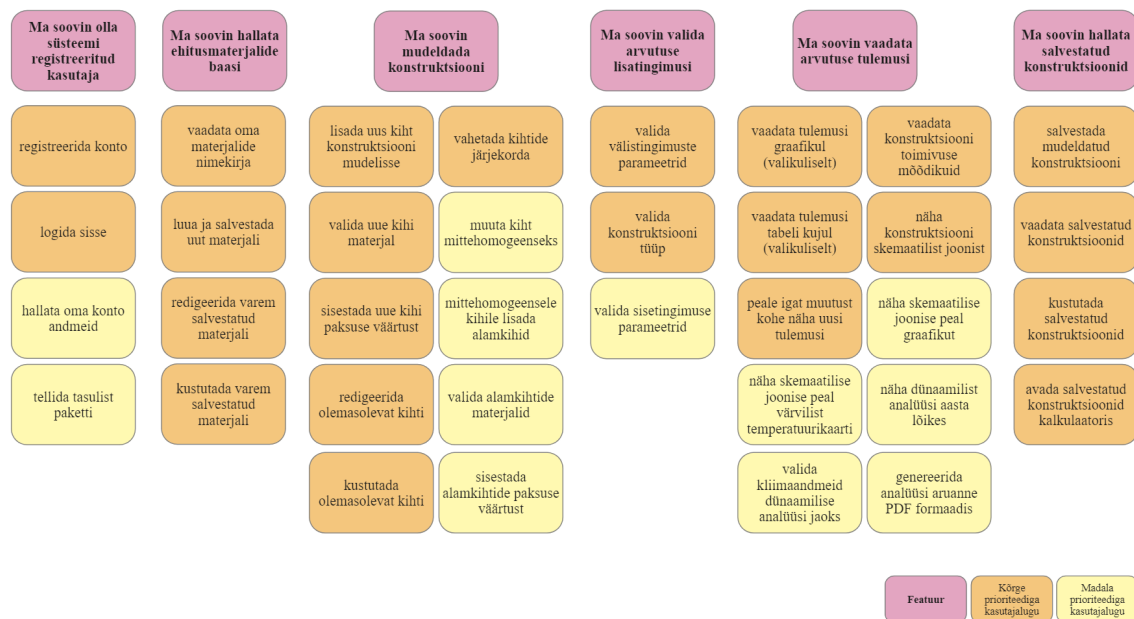 Ma soovin olla
süsteemi
registreeritud
kasutaja
registreerida konto
logida sisse
hallata oma konto
andmeid
tellida tasulist
paketti
Ma soovin hallata
ehitusmaterjalide
baasi
vaadata oma
materjalide
nimekirja
luua ja salvestada
uut materjali
redigeerida varem
salvestatud
materjali
kustutada varem
salvestatud
materjali
Ma soovin
mudeldada
konstruktsiooni
lisada uus kiht
konstruktsiooni
mudelisse
valida uue kihi
materjal
sisestada uue kihi
paksuse väärtust
redigeerida
olemasolevat kihti
kustutada
olemasolevat kihti
vahetada kihtide
järjekorda
muuta kiht
mittehomogeenseks
mittehomogeensele
kihile lisada
alamkihid
valida alamkihtide
materjalid
sisestada
alamkihtide paksuse
väärtust
Ma soovin valida
arvutuse
lisatingimusi
valida
välistingimuste
parameetrid
valida
konstruktsiooni
tüüp
valida sisetingimuse
parameetrid
Ma soovin vaadata
arvutuse tulemusi
vaadata tulemusi
graafikul
(valikuliselt)
vaadata tulemusi
tabeli kujul
(valikuliselt)
peale igat muutust
kohe näha uusi
tulemusi
näha skemaatilise
joonise peal
värvilist
temperatuurikaarti
valida
kliimaandmeid
dünaamilise
analüüsi jaoks
vaadata
konstruktsiooni
toimivuse
mõõdikuid
näha
konstruktsiooni
skemaatilist joonist
näha skemaatilise
joonise peal
graafikut
näha dünaamilist
analüüsi aasta
lõikes
genereerida
analüüsi aruanne
PDF formaadis
Ma soovin hallata
salvestatud
konstruktsioonid
salvestada
mudeldatud
konstruktsiooni
vaadata salvestatud
konstruktsioonid
kustutada
salvestatud
konstruktsioonid
avada salvestatud
konstruktsioonid
kalkulaatoris
Featuur
Kõrge
prioriteediga
kasutajalugu
Madala
prioriteediga
kasutajalugu